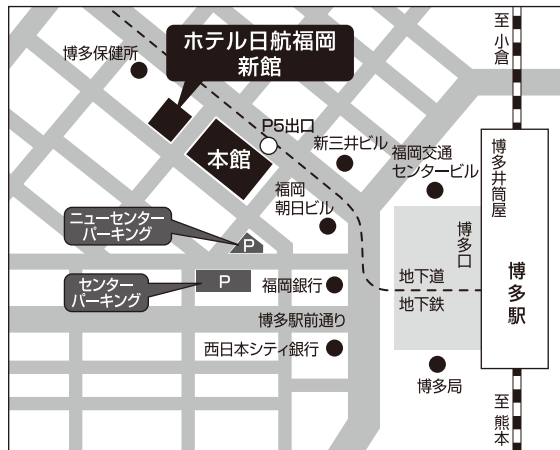 ホテル日航福岡
新館
博多保健所
至小倉
P5出口
本館
新三井ビル
福岡交通
センタービル
博多井筒屋
福岡
朝日ビル
ニューセンター
パーキング
P
博多口
博多駅
センター
パーキング
P
福岡銀行
地下道
地下鉄
博多駅前通り
西日本シティ銀行
博多局
至熊本